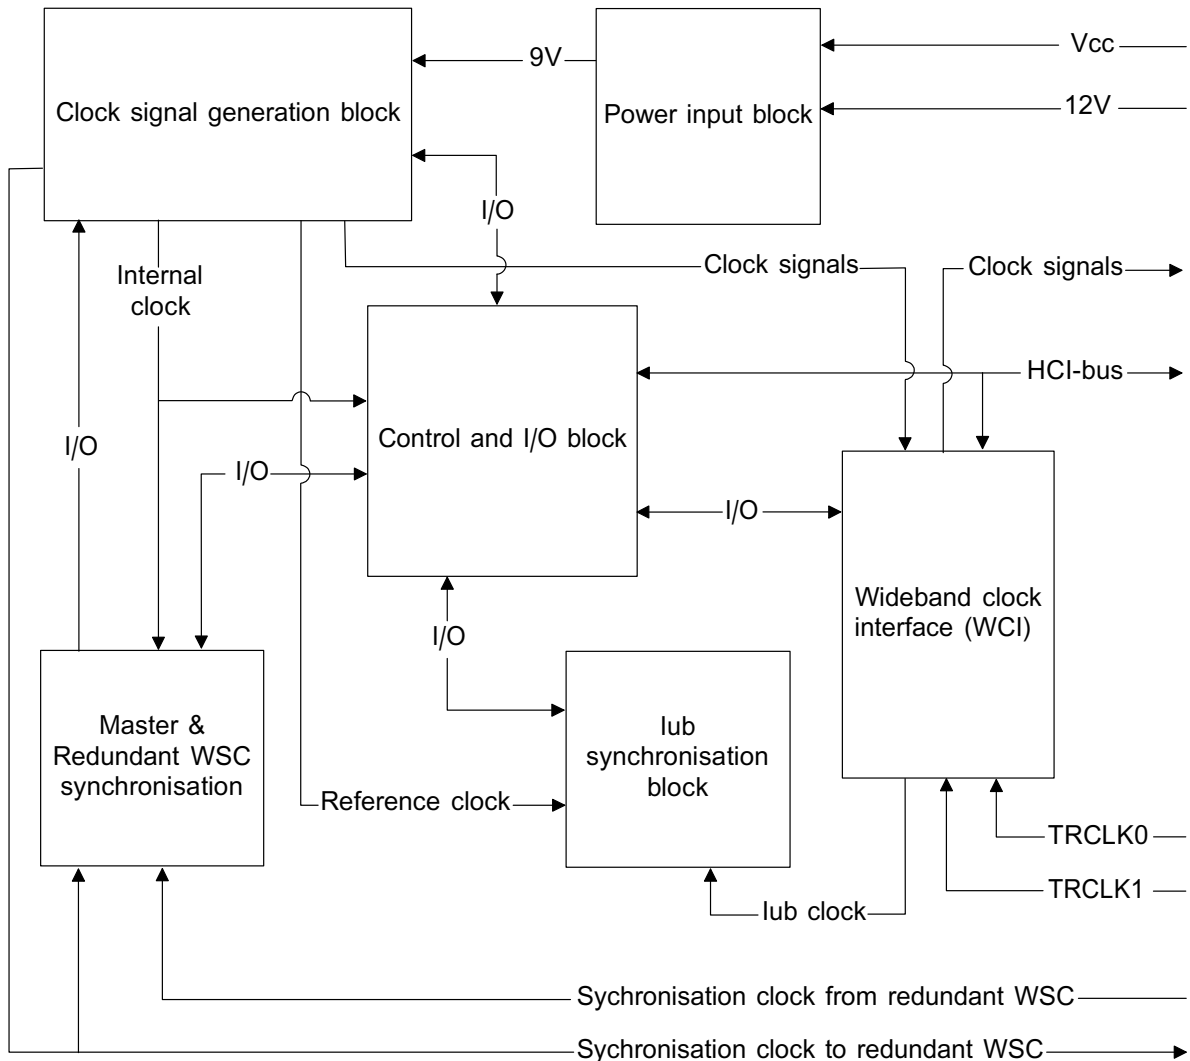 Vcc
9V
Clock signal generation block
Power input block
12V
I/O
Clock signals
Clock signals
Internal
clock
HCI-bus
I/O
Control and I/O block
I/O
I/O
Wideband clock
interface (WCI)
I/O
Master &
Redundant WSC
synchronisation
Iub
synchronisation
block
Reference clock
TRCLK0
TRCLK1
Iub clock
Sychronisation clock from redundant WSC
Sychronisation clock to redundant WSC